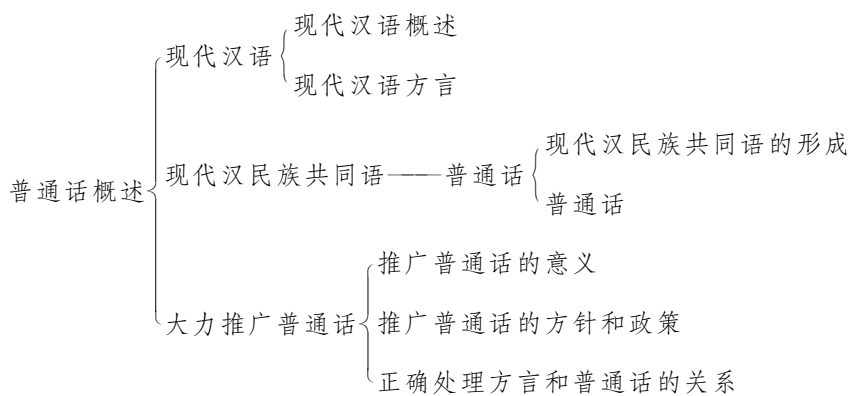 普通话概述
现代汉语
现代汉语概述
现代汉语方言
现代汉民族共同语——普通话
现代汉民族共同语的形成
普通话
大力推广普通话
推广普通话的意义
推广普通话的方针和政策
正确处理方言和普通话的关系